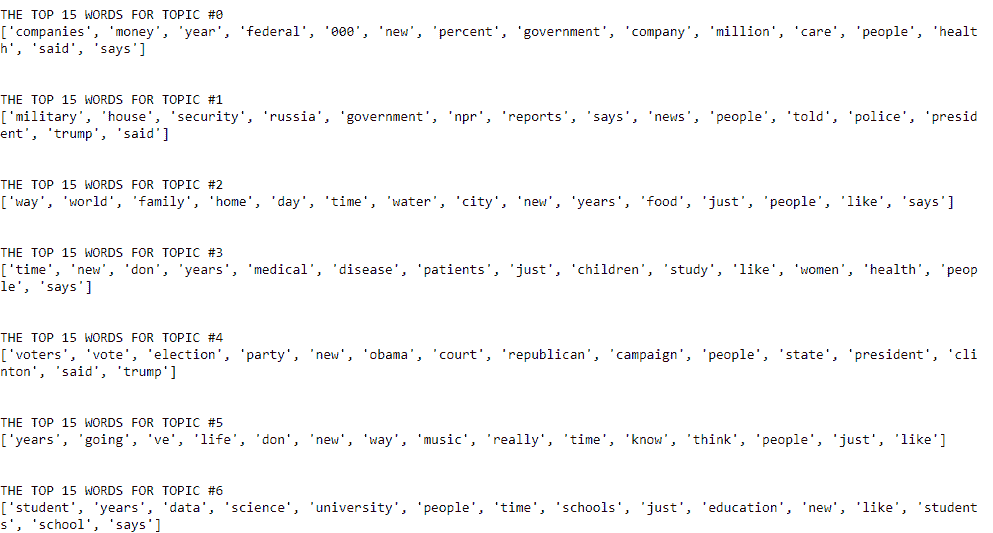 THE TOP 15 WORDS FOR TOPIC #0
['companies', 'money', 'year', 'federal', '000', 'new', 'percent', 'government', 'company', 'million', 'care', 'people', 'healt
h', 'said', 'says']
THE TOP 15 WORDS FOR TOPIC #1
['military', 'house', 'security', 'russia', 'government', 'npr', 'reports', 'says', 'news', 'people', 'told', 'police', 'presid
ent', 'trump', 'said']
THE TOP 15 WORDS FOR TOPIC #2
['way', 'world', 'family', 'home', 'day', 'time', 'water', 'city', 'new', 'years', 'food', 'just', 'people', 'like', 'says']
THE TOP 15 WORDS FOR TOPIC #3
['time', 'new', 'don', 'years', 'medical', 'disease', 'patients', 'just', 'children', 'study', 'like', 'women', 'health', 'peop
le', 'says']
THE TOP 15 WORDS FOR TOPIC #4
['voters', 'vote', 'election', 'party', 'new', 'obama', 'court', 'republican', 'campaign', 'people', 'state', 'president', 'cli
nton', 'said', 'trump']
THE TOP 15 WORDS FOR TOPIC #5
['years', 'going', 've', 'life', 'don', 'new', 'way', 'music', 'really', 'time', 'know', 'think', 'people', 'just', 'like']
THE TOP 15 WORDS FOR TOPIC #6
['student', 'years', 'data', 'science', 'university', 'people', 'time', 'schools', 'just', 'education', 'new', 'like', 'student
s', 'school', 'says']